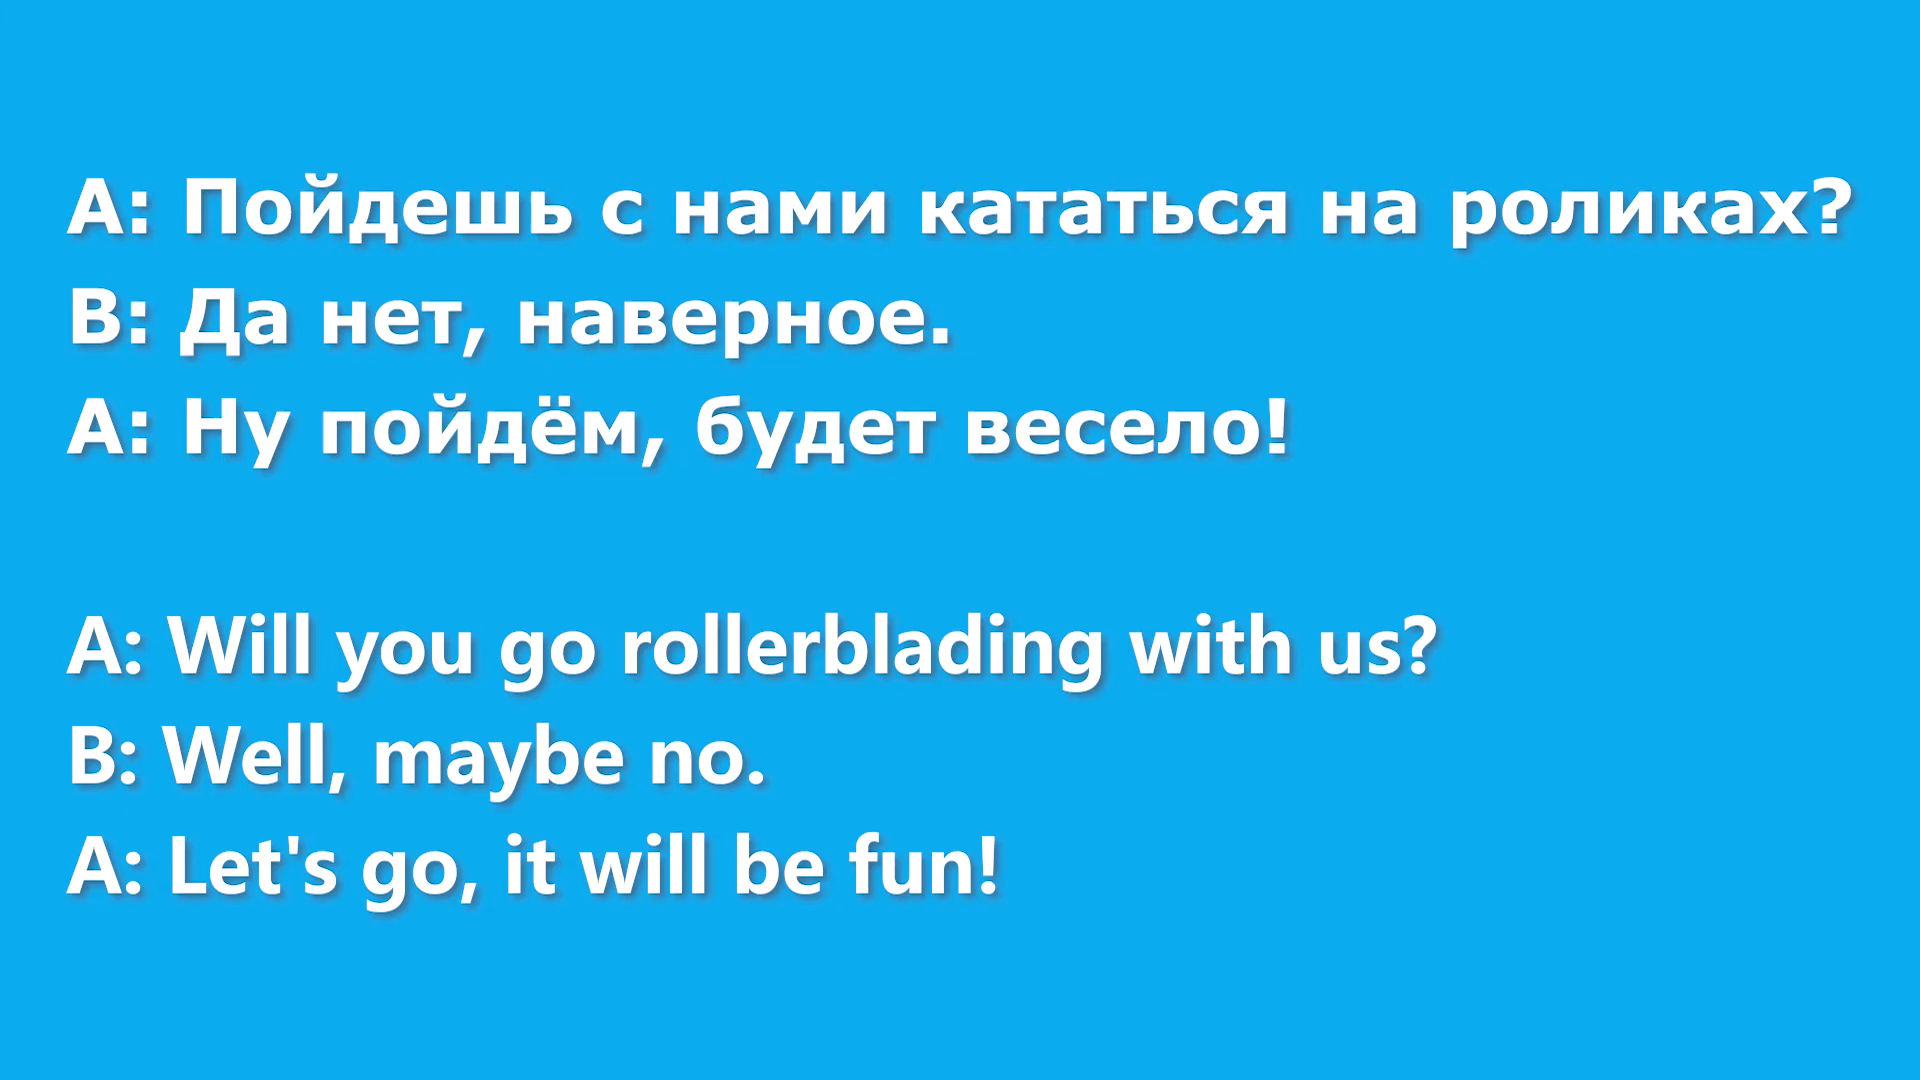 А: Пойдешь с нами кататься на роликах?
В: Да нет, наверное.
А: Ну пойдём, будет весело!
A: Will you go rollerblading with us?
B: Well, maybe no.
A: Let's go, it will be fun!